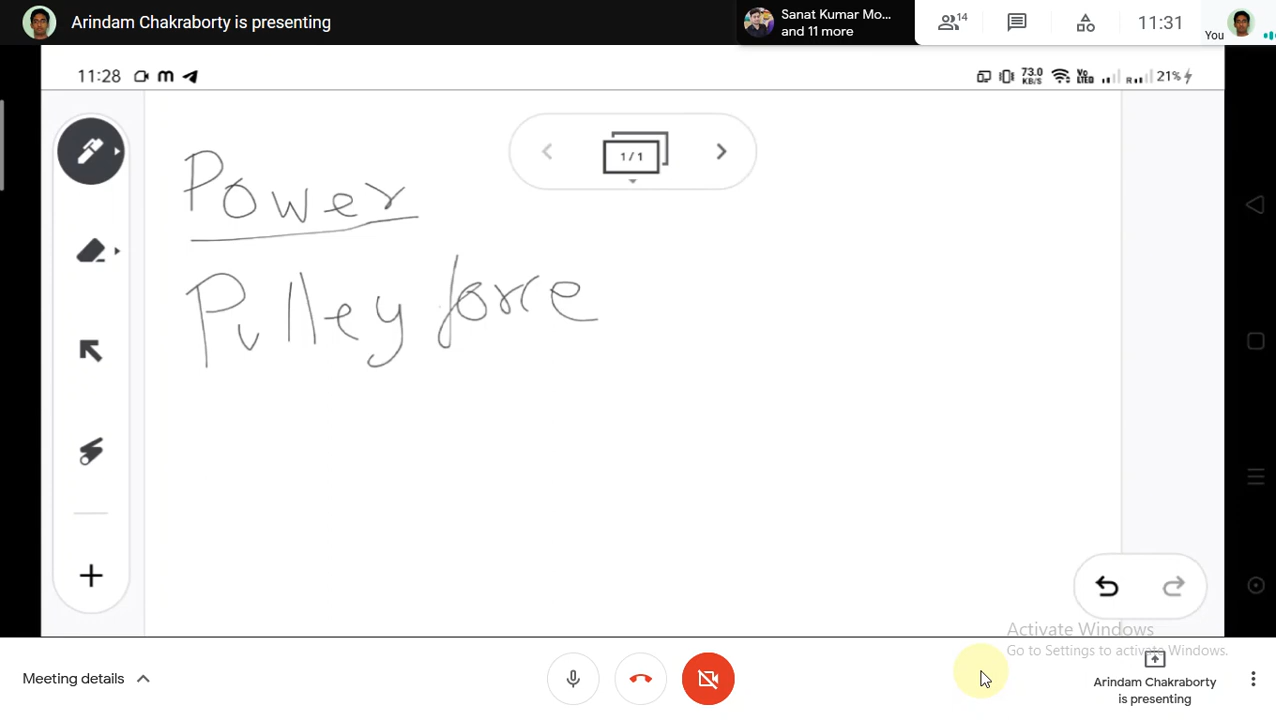 Arindam Chakraborty is presenting
Sanat Kumar Mo...
and 11 more
14
11:31
You
11:28
73.0
KB/S
Vo
LTED
R
21%
1 / 1
Power
Pulley force
Activate Windows
Go to Settings to activate Windows.
Meeting details
Arindam Chakraborty
is presenting